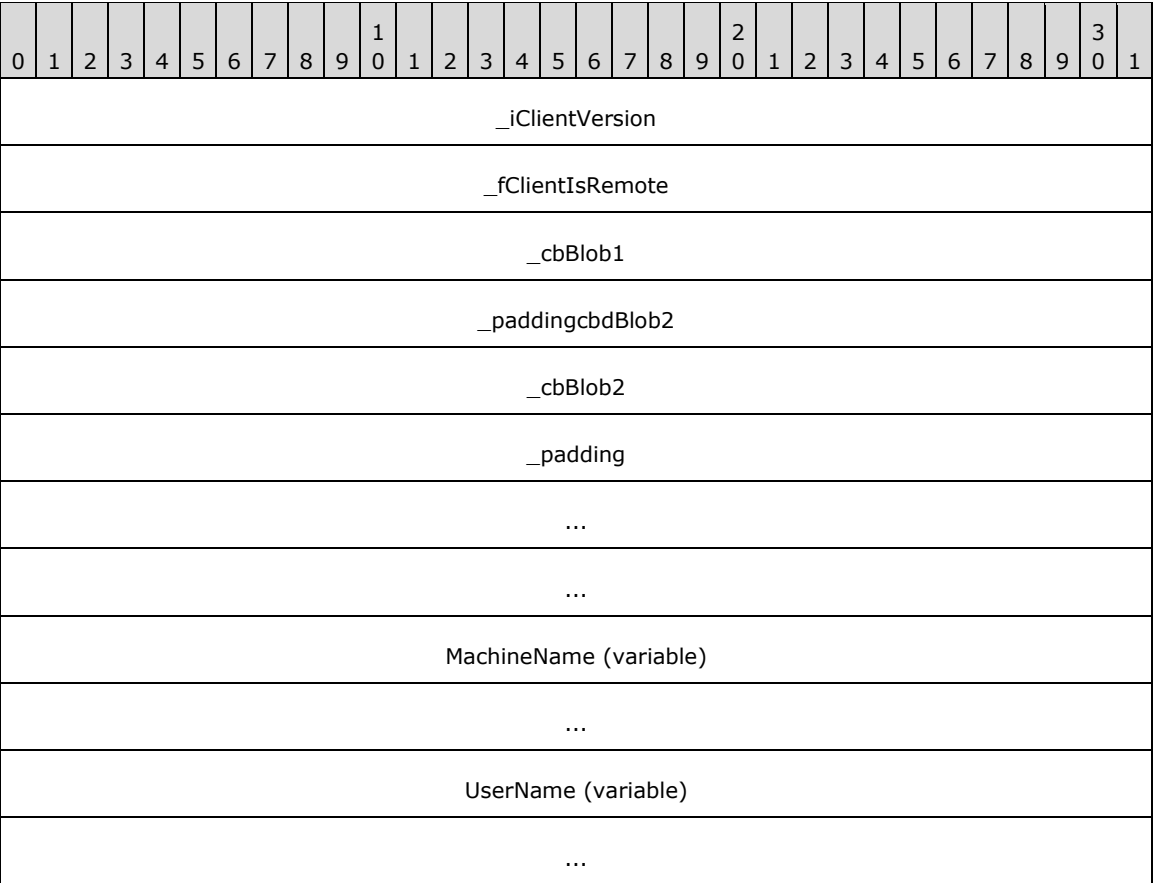 1 2 3
0 1 2 3 4 5 6 7 8 9 0 1 2 3 4 5 6 7 8 9 0 1 2 3 4 5 6 7 8 9 0 1
_iClientVersion
_fClientIsRemote
_cbBlob1
_paddingcbdBlob2
_cbBlob2
_padding
...
...
MachineName (variable)
...
UserName (variable)
...